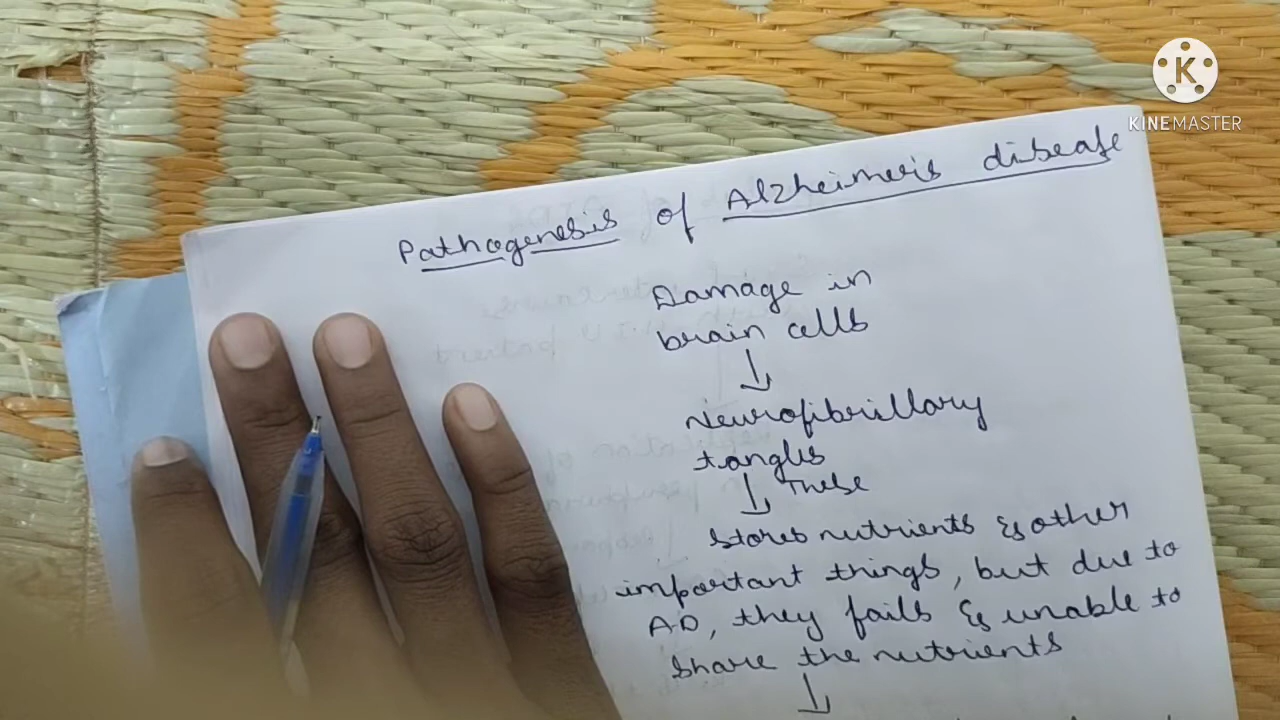 K
KINEMASTER
Pathogenesis of Alzheimer's disease
Damage in
brain cells
↓
Neurofibrillary
tangles
↓ These
stores nutrients & other
important things, but due to
AD, they fails & unable to
share the nutrients
↓